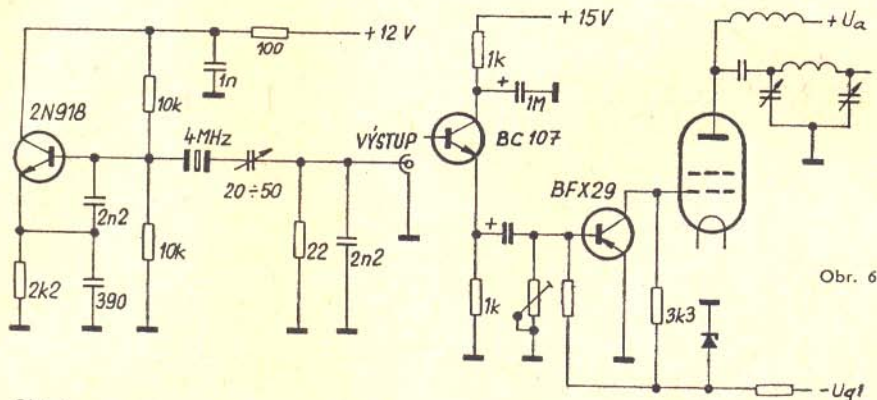 +12 V
100
1n
10k
2N918
4MHz
20÷50
2n2
10k
22
2n2
2k2
390
VÝSTUP
+15V
1k
1M
BC 107
BFX29
+Ua
1k
3k3
-Ug1
Obr. 6